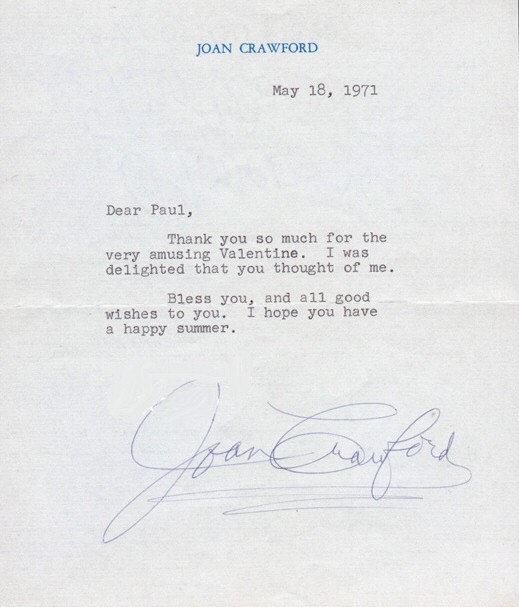 JOAN CRAWFORD
May 18, 1971
Dear Paul,
Thank you so much for the
very amusing Valentine. I was
delighted that you thought of me.
Bless you, and all good
wishes to you. I hope you have
a happy summer.
Joan Crawford